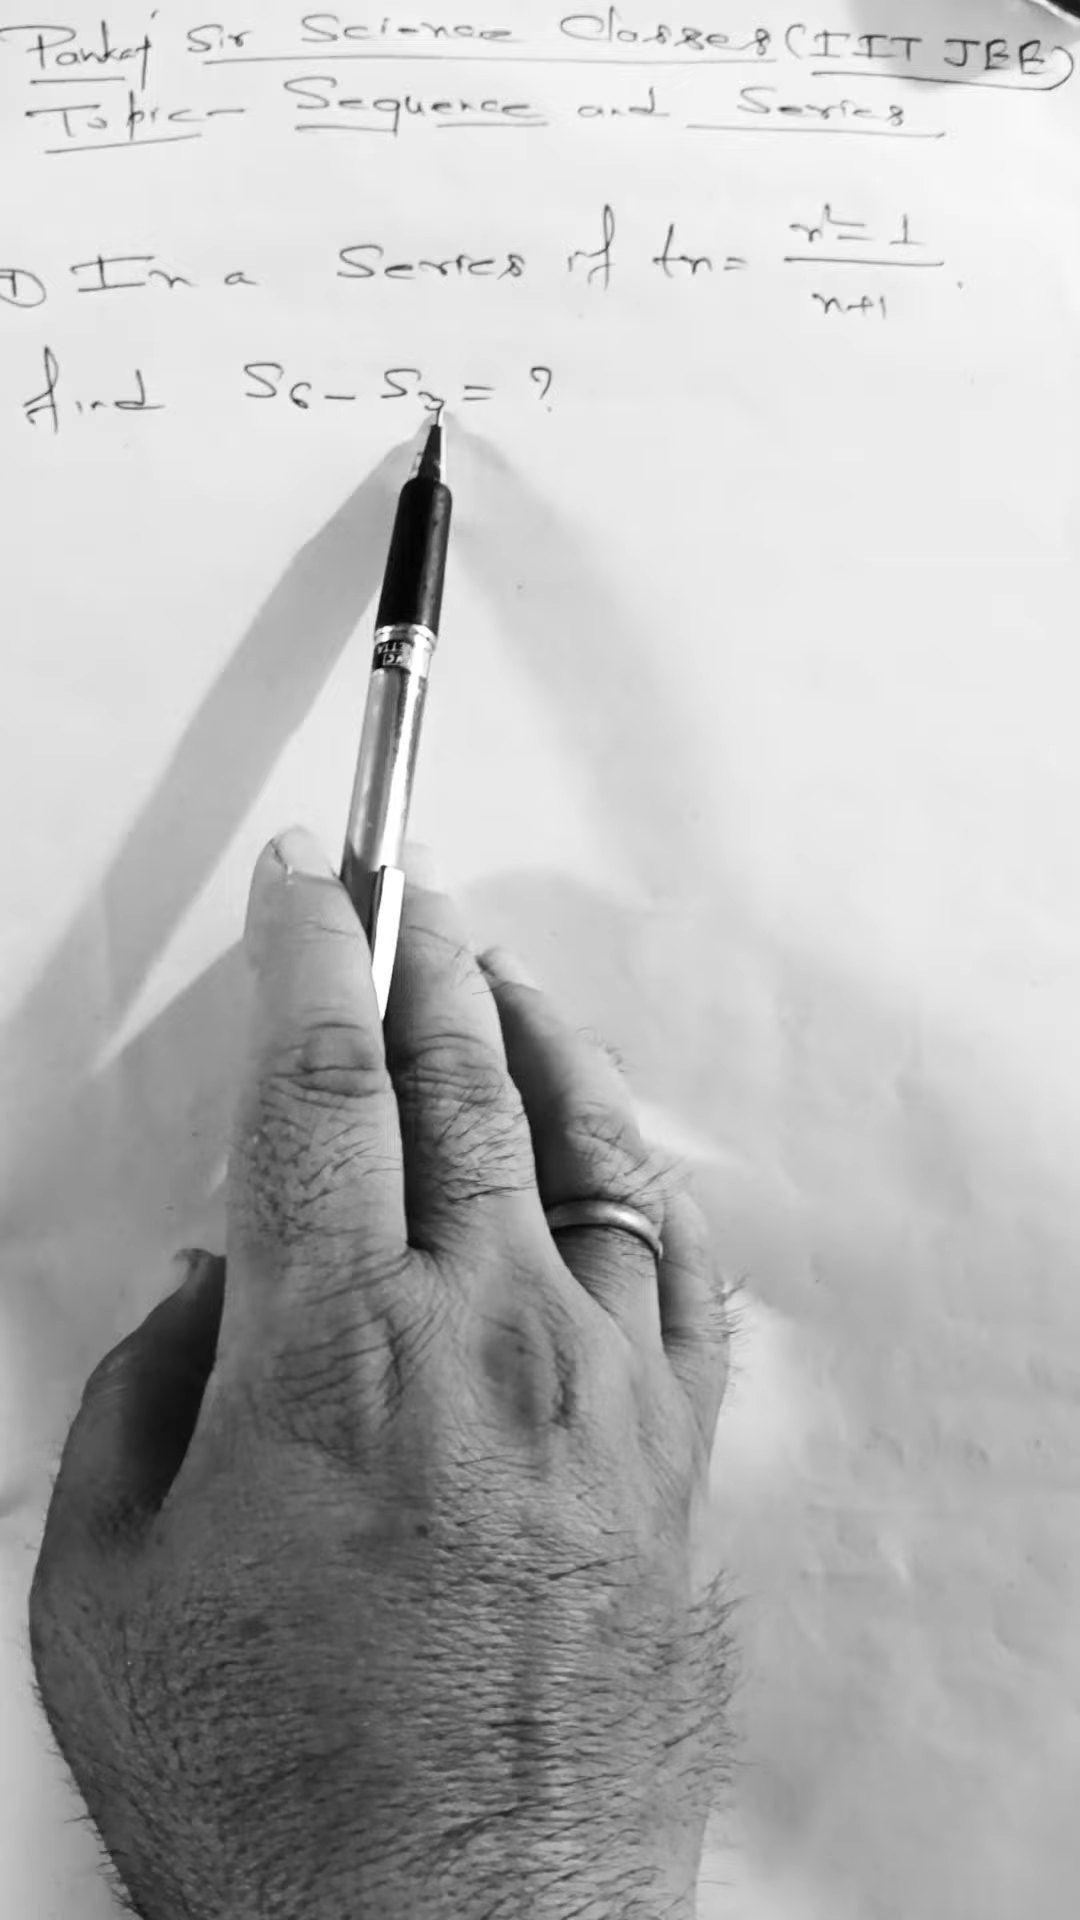 Pankaj Sir Science Classes (IIT JEE)
Topic- Sequence and Series
① In a Series if tn = n²-1 / n+1 .
find S6 - S3 = ?